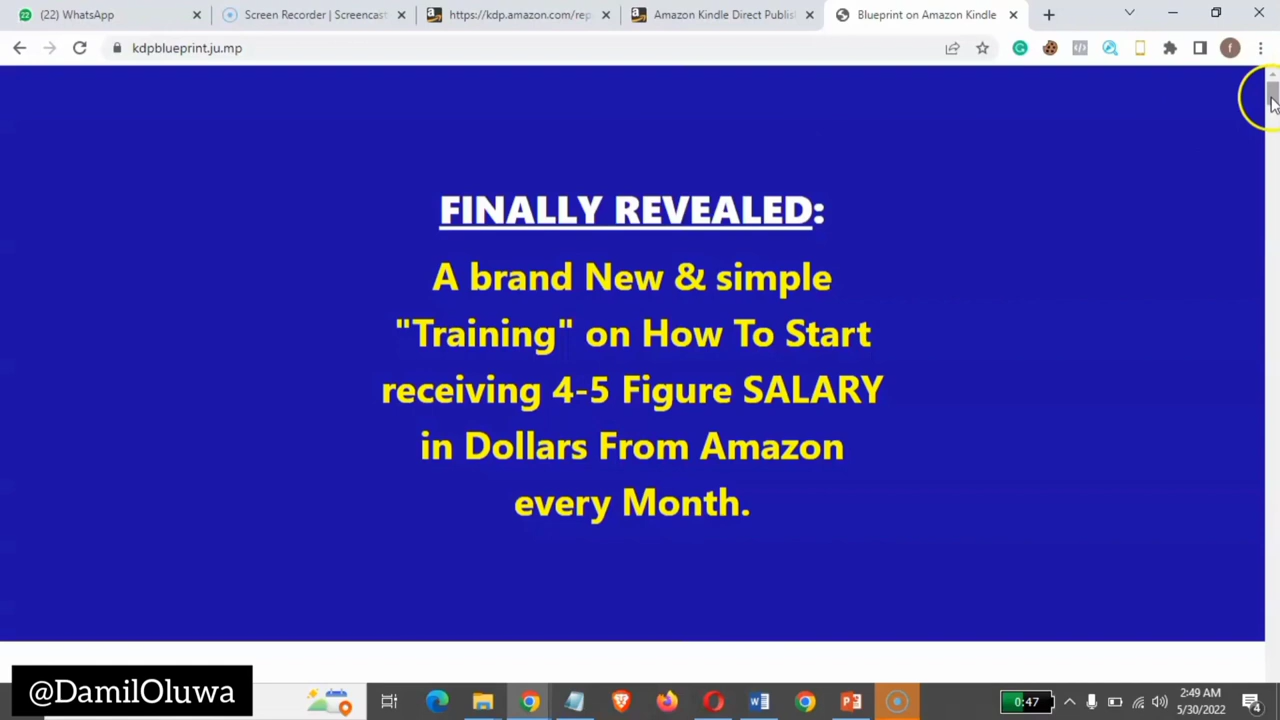 (22) WhatsApp
Screen Recorder | Screencast
https://kdp.amazon.com/rep
Amazon Kindle Direct Publis
Blueprint on Amazon Kindle
kdpblueprint.ju.mp
f
FINALLY REVEALED:
A brand New & simple
"Training" on How To Start
receiving 4-5 Figure SALARY
in Dollars From Amazon
every Month.
@DamilOluwa
0:47
2:49 AM
5/30/2022
4